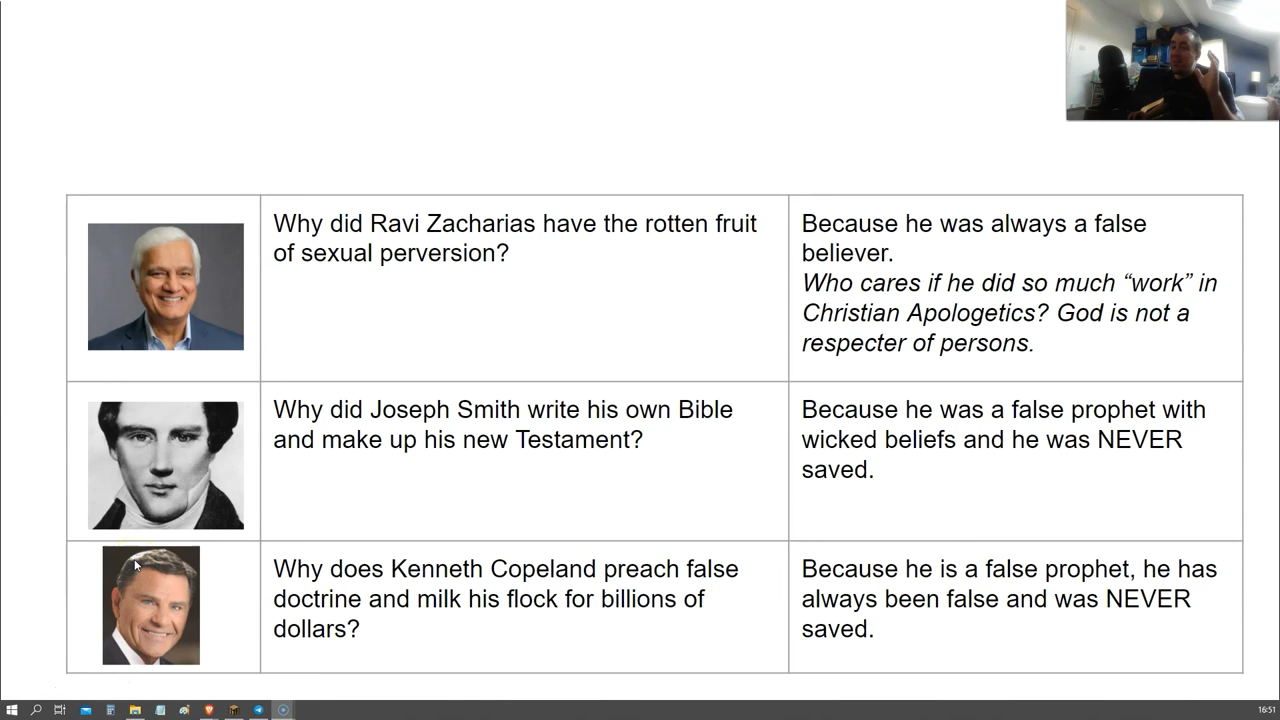 Why did Ravi Zacharias have the rotten fruit
of sexual perversion?
Because he was always a false
believer.
Who cares if he did so much “work” in
Christian Apologetics? God is not a
respecter of persons.
Why did Joseph Smith write his own Bible
and make up his new Testament?
Because he was a false prophet with
wicked beliefs and he was NEVER
saved.
Why does Kenneth Copeland preach false
doctrine and milk his flock for billions of
dollars?
Because he is a false prophet, he has
always been false and was NEVER
saved.
16:51